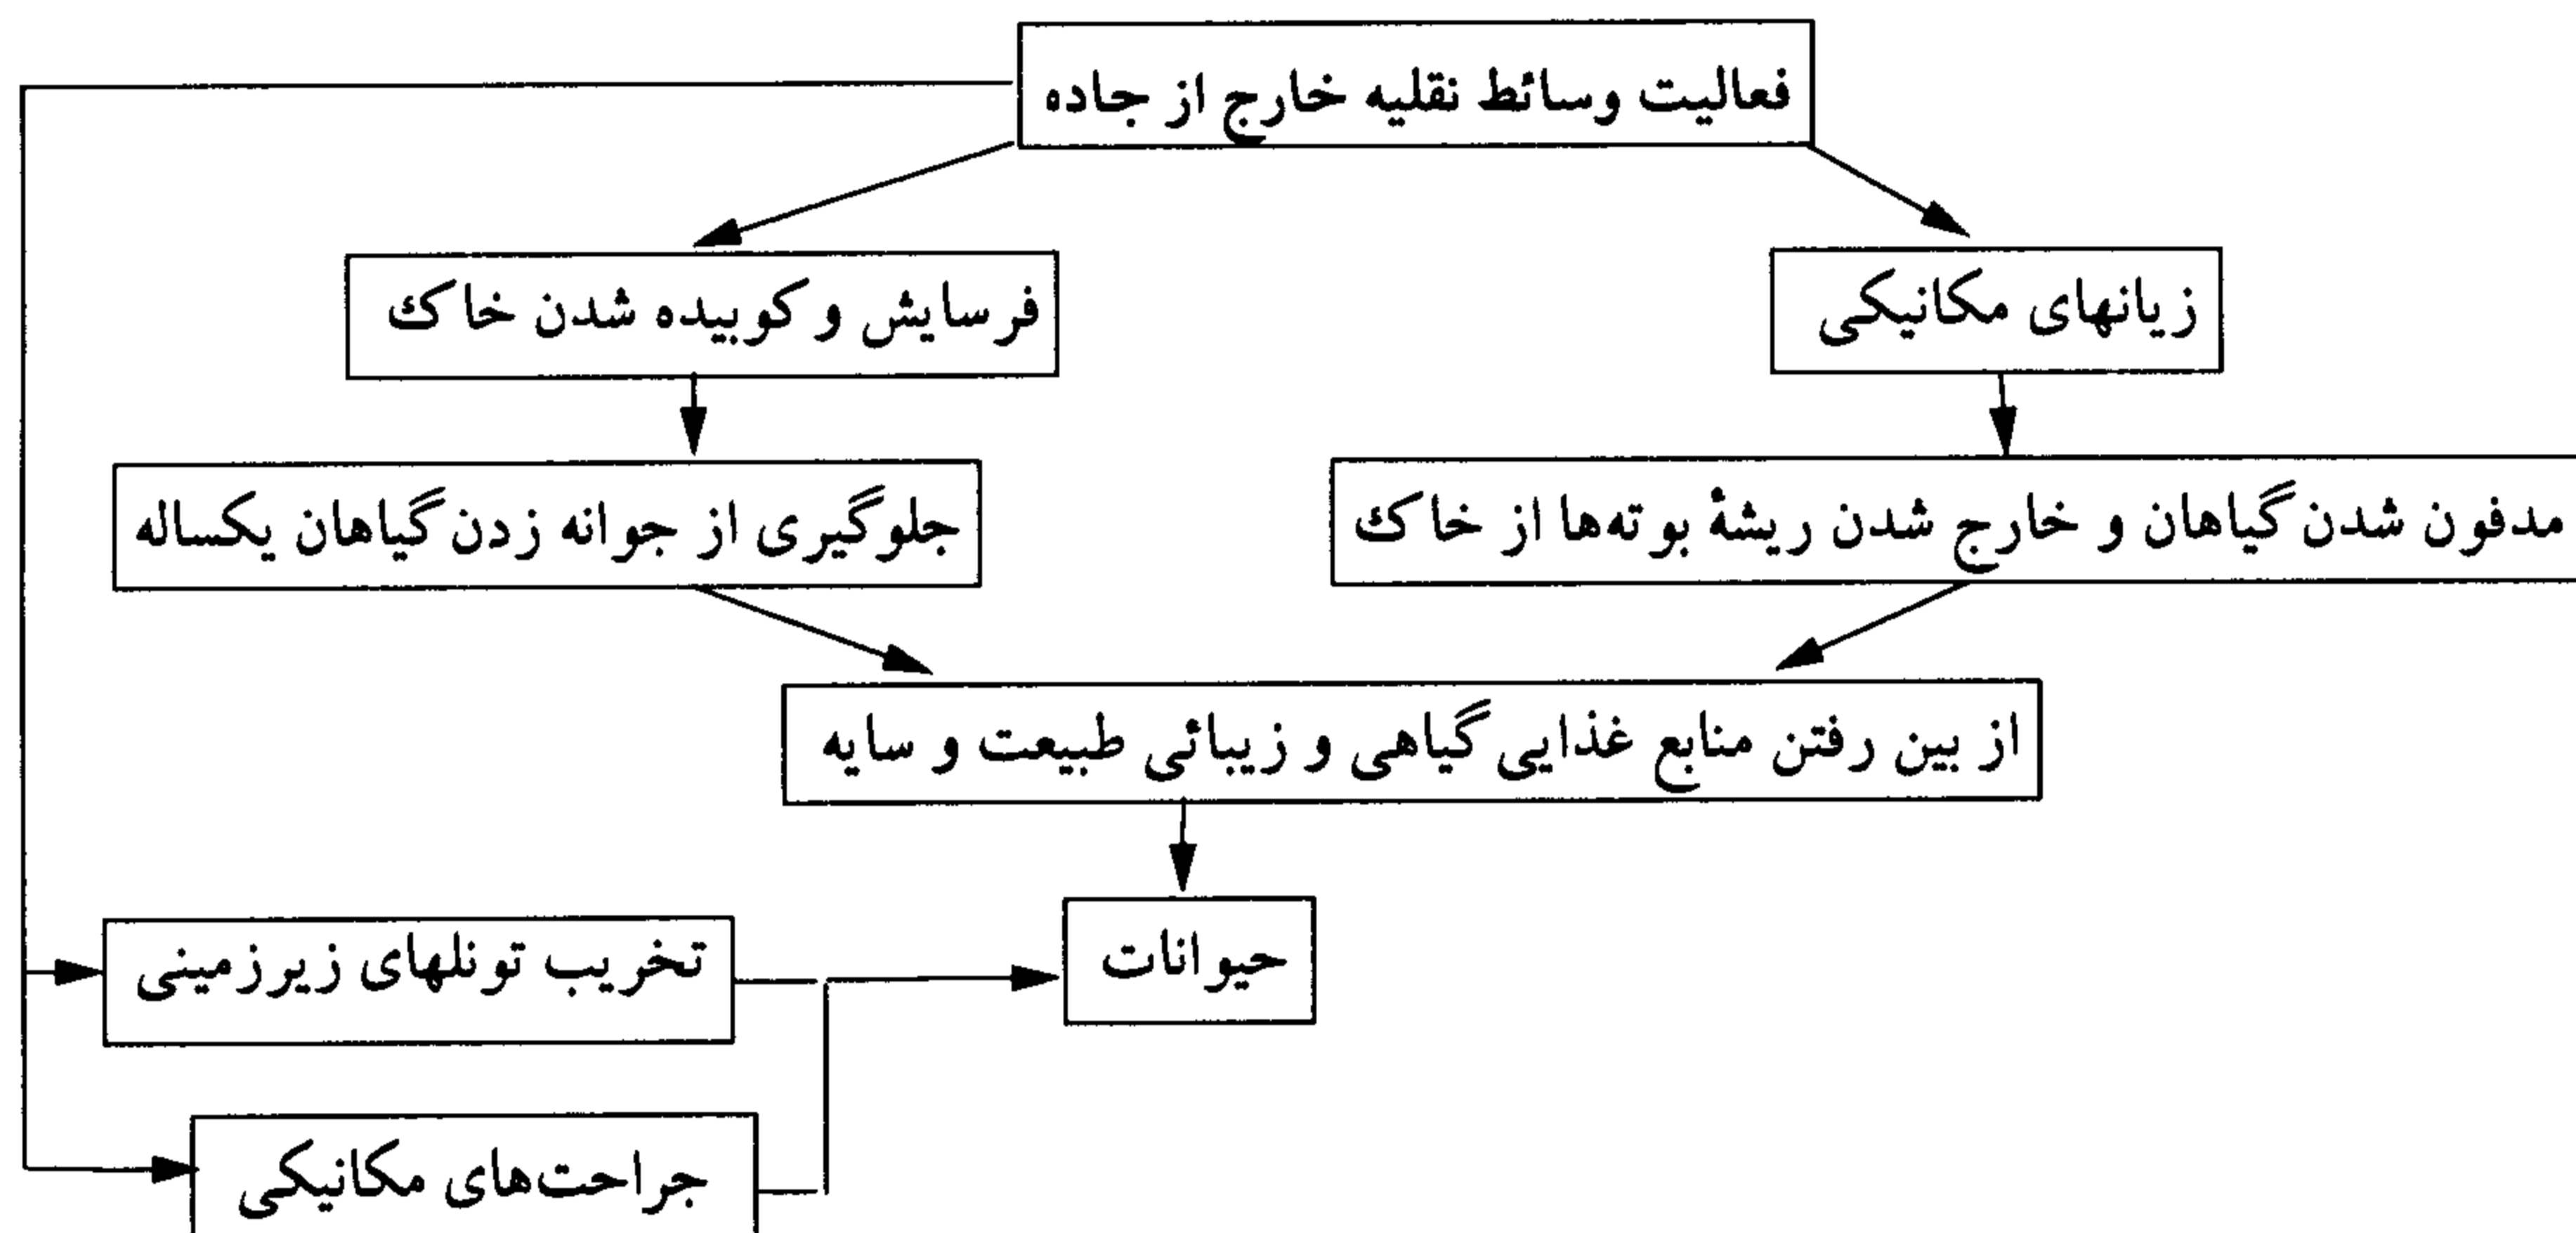 فعالیت وسائط نقلیه خارج از جاده
زیانهای مکانیکی
فرسایش و کوبیده شدن خاک
مدفون شدن گیاهان و خارج شدن ریشهٔ بوته‌ها از خاک
جلوگیری از جوانه زدن گیاهان یکساله
از بین رفتن منابع غذایی گیاهی و زیبائی طبیعت و سایه
حیوانات
تخریب تونلهای زیرزمینی
جراحت‌های مکانیکی